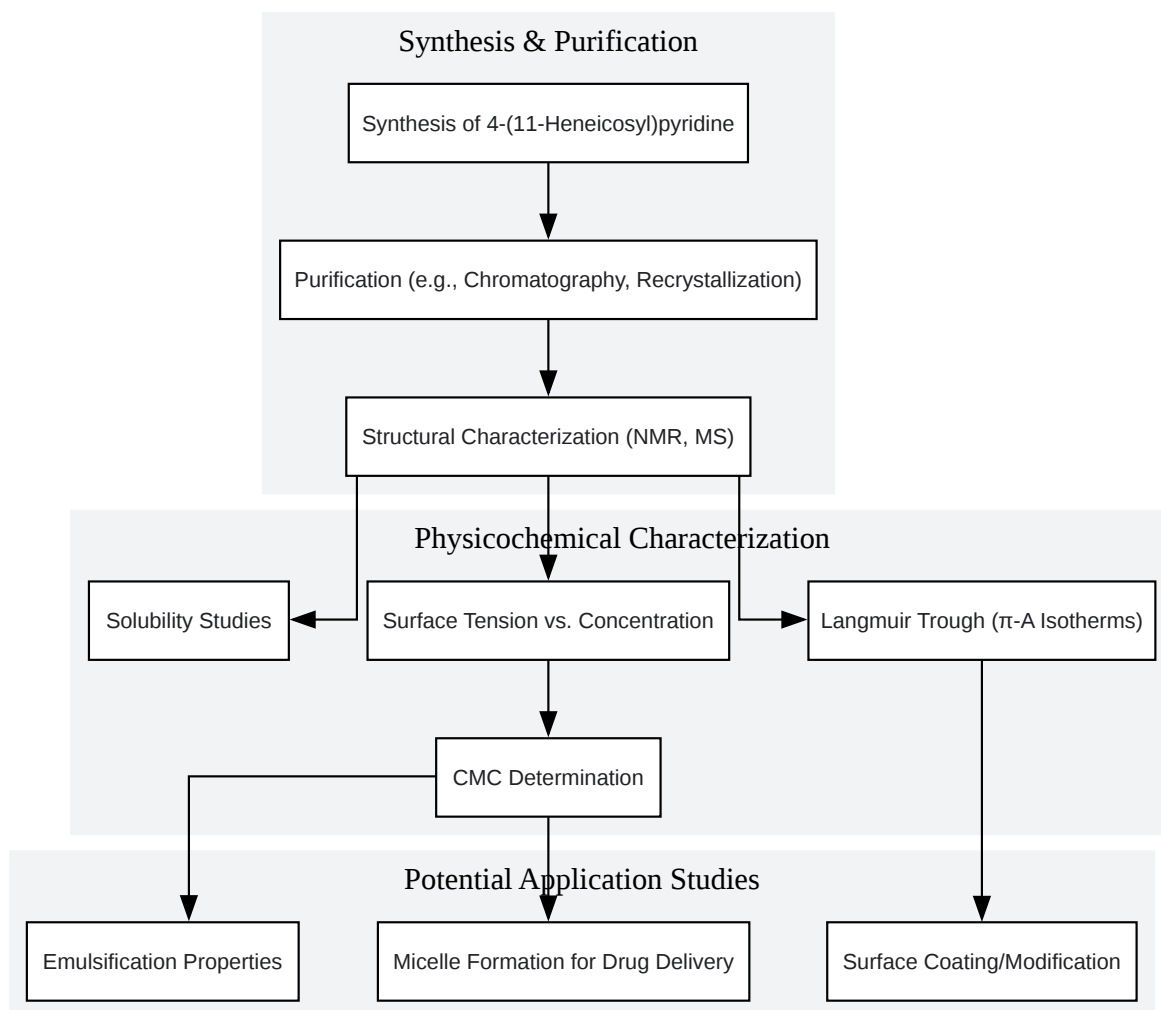 Synthesis & Purification
Synthesis of 4-(11-Heneicosyl)pyridine
Purification (e.g., Chromatography, Recrystallization)
Structural Characterization (NMR, MS)
Physicochemical Characterization
Solubility Studies
Surface Tension vs. Concentration
Langmuir Trough (π-A Isotherms)
CMC Determination
Potential Application Studies
Emulsification Properties
Micelle Formation for Drug Delivery
Surface Coating/Modification